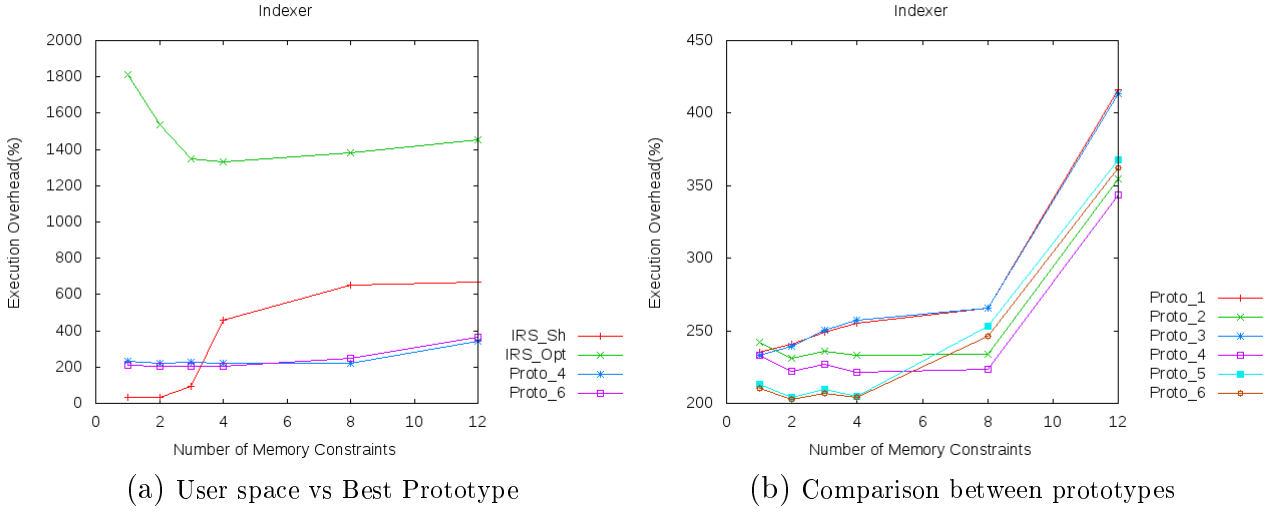 Indexer
2000
1800
1600
1400
1200
1000
800
600
400
200
0
Execution Overhead(%)
0 2 4 6 8 10 12
Number of Memory Constraints
IRS_Sh
IRS_Opt
Proto_4
Proto_6
(a) User space vs Best Prototype
Indexer
450
400
350
300
250
200
Execution Overhead(%)
0 2 4 6 8 10 12
Number of Memory Constraints
Proto_1
Proto_2
Proto_3
Proto_4
Proto_5
Proto_6
(b) Comparison between prototypes